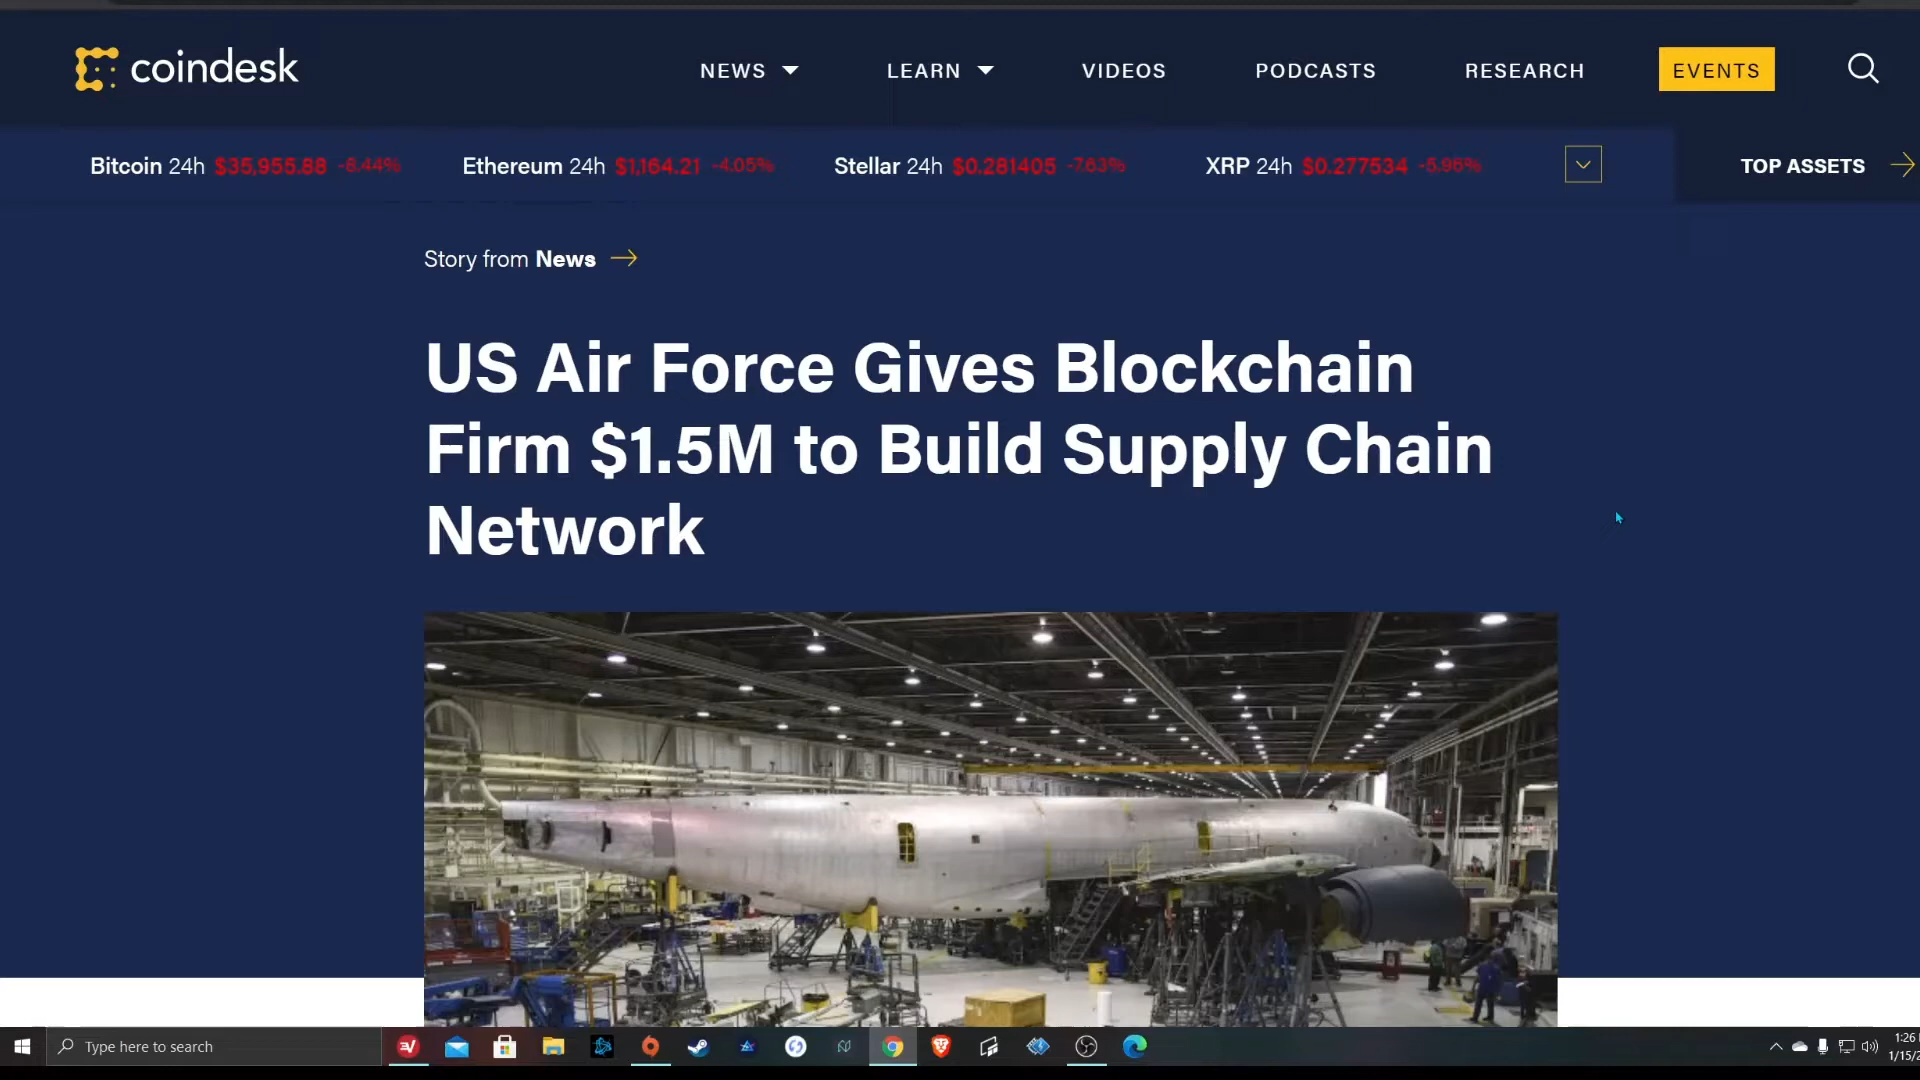 coindesk
NEWS
LEARN
VIDEOS
PODCASTS
RESEARCH
EVENTS
Bitcoin 24h $35,955.88 -8.44%
Ethereum 24h $1,164.21 -4.05%
Stellar 24h $0.281405 -7.63%
XRP 24h $0.277534 -5.96%
TOP ASSETS
Story from News
US Air Force Gives Blockchain
Firm $1.5M to Build Supply Chain
Network
Type here to search
1:26
1/15/2